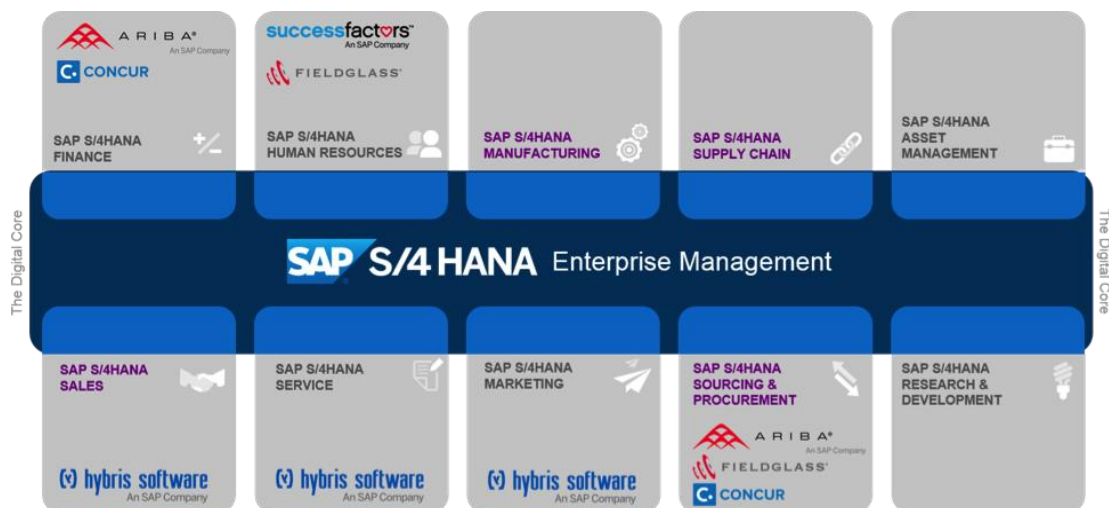 ARIBA®
An SAP Company
C. CONCUR
SAP S/4HANA
FINANCE
successfactors™
An SAP Company
FIELDGLASS®
SAP S/4HANA
HUMAN RESOURCES
SAP S/4HANA
MANUFACTURING
SAP S/4HANA
SUPPLY CHAIN
SAP S/4HANA
ASSET
MANAGEMENT
The Digital Core
SAP S/4HANA Enterprise Management
The Digital Core
SAP S/4HANA
SALES
hybris software
An SAP Company
SAP S/4HANA
SERVICE
hybris software
An SAP Company
SAP S/4HANA
MARKETING
hybris software
An SAP Company
SAP S/4HANA
SOURCING &
PROCUREMENT
ARIBA®
An SAP Company
FIELDGLASS®
C. CONCUR
SAP S/4HANA
RESEARCH &
DEVELOPMENT